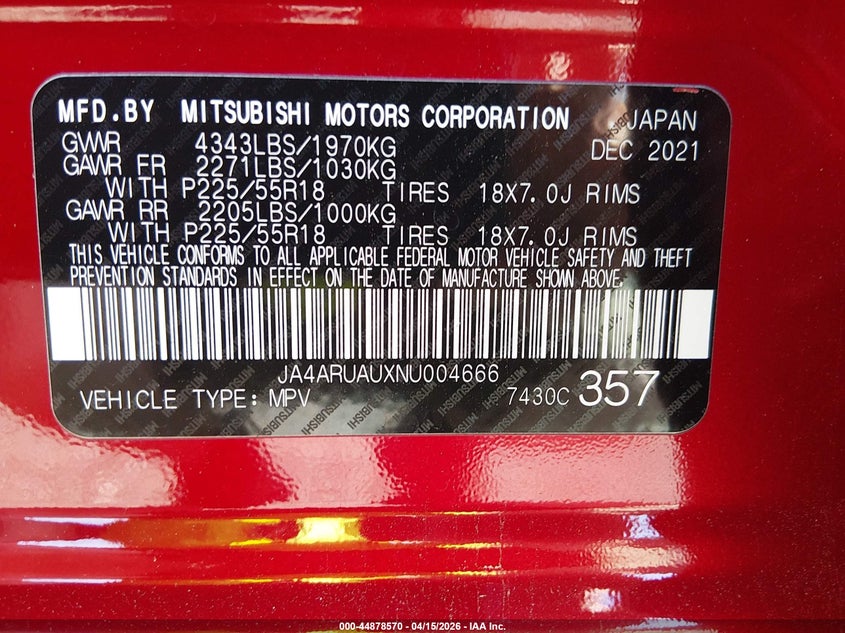 MFD.BY MITSUBISHI MOTORS CORPORATION JAPAN
GVWR 4343LBS/1970KG DEC 2021
GAWR FR 2271LBS/1030KG
WITH P225/55R18 TIRES 18X7.0J RIMS
GAWR RR 2205LBS/1000KG
WITH P225/55R18 TIRES 18X7.0J RIMS
THIS VEHICLE CONFORMS TO ALL APPLICABLE FEDERAL MOTOR VEHICLE SAFETY AND THEFT
PREVENTION STANDARDS IN EFFECT ON THE DATE OF MANUFACTURE SHOWN ABOVE.
JA4ARUAUXNU004666
VEHICLE TYPE: MPV 7430C 357
000-44878570 - 04/15/2026 - IAA Inc.